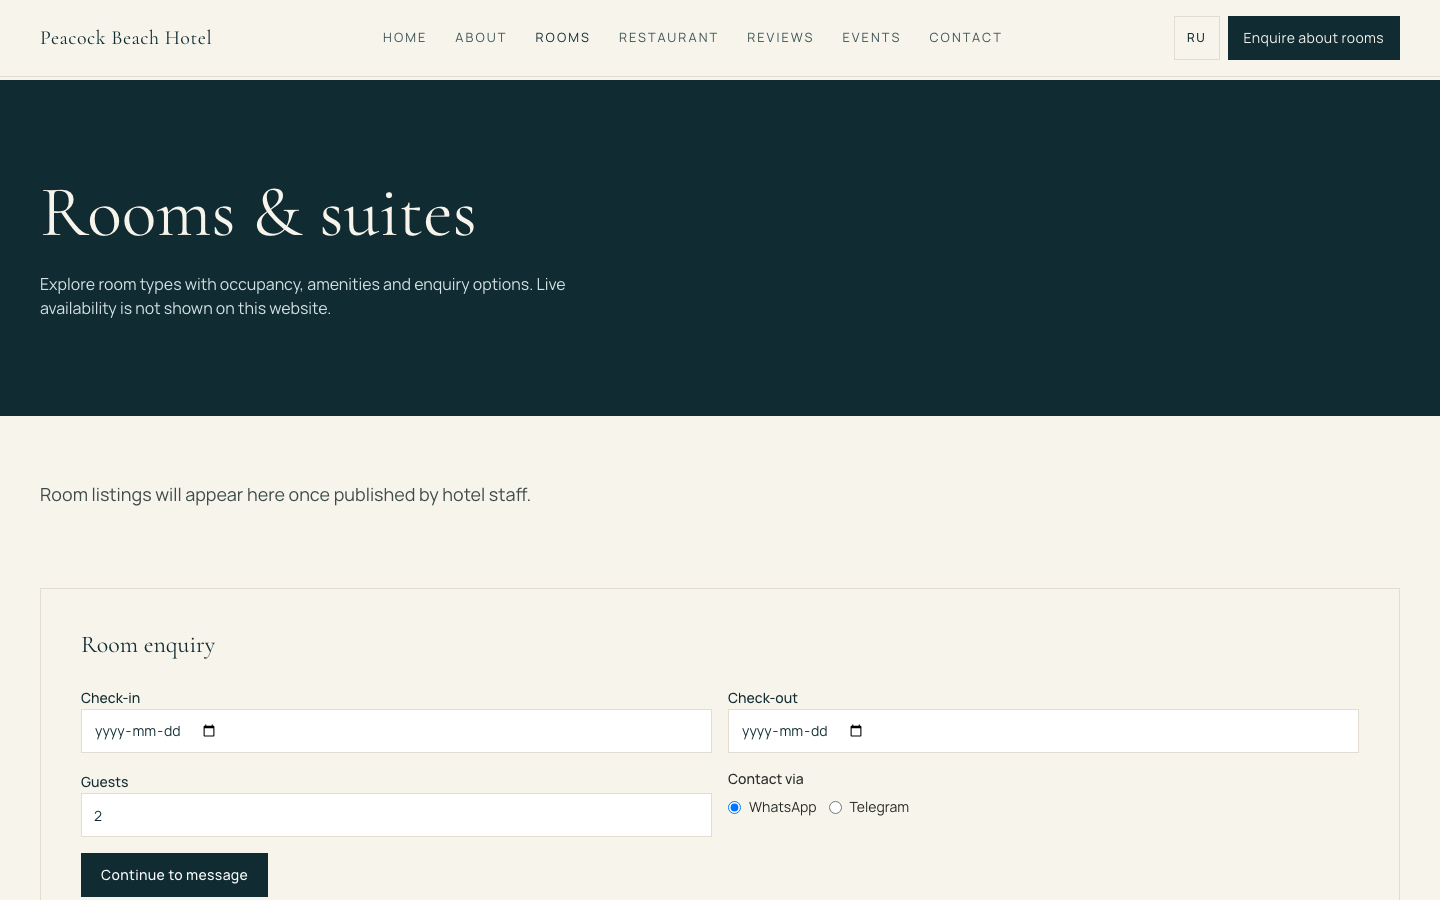 Peacock Beach Hotel
HOME ABOUT ROOMS RESTAURANT REVIEWS EVENTS CONTACT
RU
Enquire about rooms
Rooms & suites
Explore room types with occupancy, amenities and enquiry options. Live
availability is not shown on this website.
Room listings will appear here once published by hotel staff.
Room enquiry
Check-in
yyyy-mm-dd
Check-out
yyyy-mm-dd
Guests
2
Contact via
WhatsApp Telegram
Continue to message